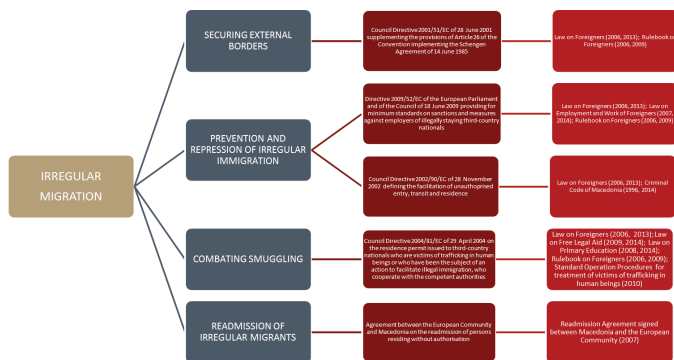 IRREGULAR
MIGRATION
SECURING EXTERNAL
BORDERS
Council Directive 2001/51/EC of 28 June 2001
supplementing the provisions of Article 26 of
the Convention implementing the Schengen
Agreement of 14 June 1985
Law on Foreigners (2006, 2013); Rulebook on
Foreigners (2006, 2009)
PREVENTION AND
REPRESSION OF IRREGULAR
IMMIGRATION
Directive 2009/52/EC of the European Parliament
and of the Council of 18 June 2009 providing for
minimum standards on sanctions and measures
against employers of illegally staying third-country
nationals
Law on Foreigners (2006, 2013); Law on
Employment and Work of Foreigners (2007,
2014); Rulebook on Foreigners (2006, 2009)
Council Directive 2002/90/EC of 28 November
2002 defining the facilitation of unauthoprised
entry, transit and residence
Law on Foreigners (2006, 2013); Criminal
Code of Macedonia (1996, 2014)
COMBATING SMUGGLING
Council Directive 2004/81/EC of 29 April 2004 on
the residence permit issued to third-country
nationals who are victims of trafficking in human
beings or who have been the subject of an
action to facilitate illegal immigration, who
cooperate with the competent authorities
Law on Foreigners (2006, 2013); Law
on Free Legal Aid (2009, 2014); Law on
Primary Education (2008, 2014);
Rulebook on Foreigners (2006, 2009);
Standard Operation Procedures for
treatment of victims of trafficking in
human beings (2010)
READMISSION OF
IRREGULAR MIGRANTS
Agreement between the European Community
and Macedonia on the readmission of persons
residing without authorisation
Readmission Agreement signed
between Macedonia and the European
Community (2007)